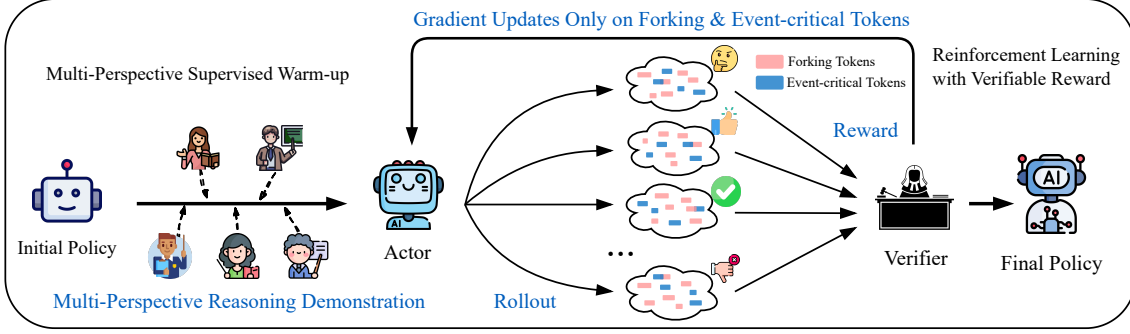 Gradient Updates Only on Forking & Event-critical Tokens
Multi-Perspective Supervised Warm-up
Forking Tokens
Event-critical Tokens
Reinforcement Learning
with Verifiable Reward
Reward
AI
AI
Initial Policy
Actor
...
Verifier
Final Policy
Multi-Perspective Reasoning Demonstration
Rollout